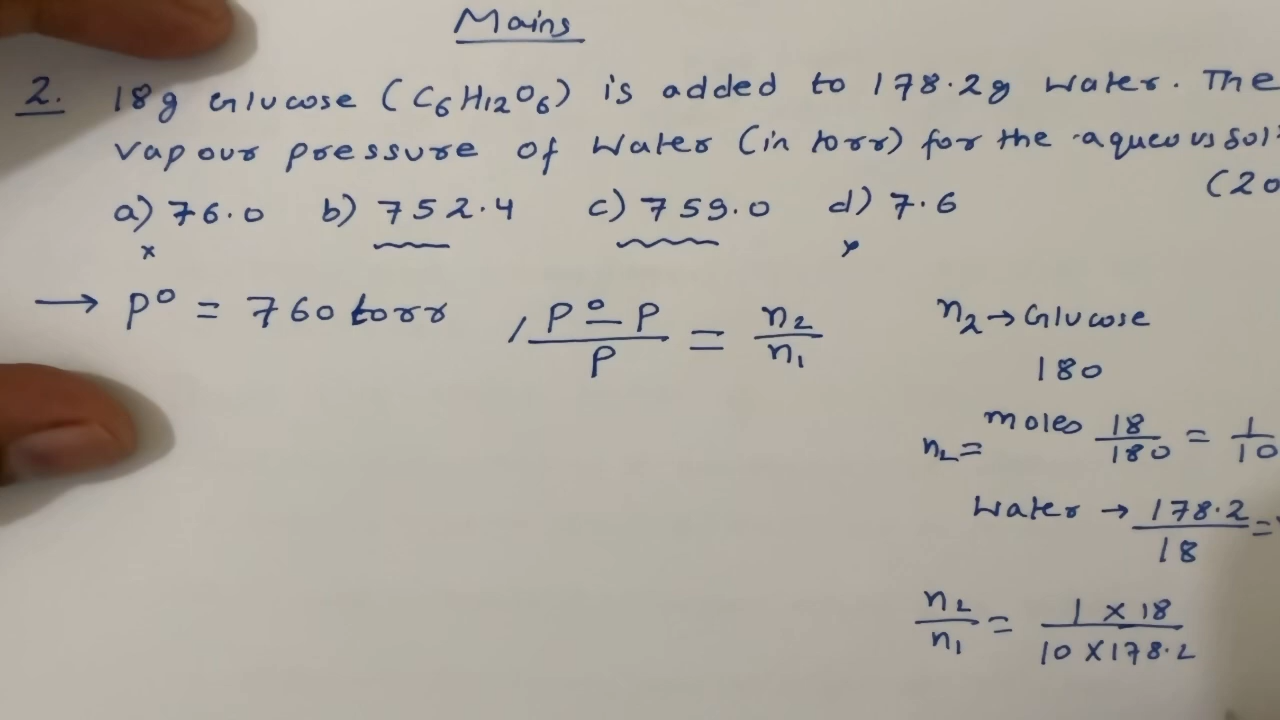 Mains
2. 18g Glucose (C6H12O6) is added to 178.2g water. The
vapour pressure of water (in torr) for the aqueous sol
(20
a) 76.0 b) 752.4 c) 759.0 d) 7.6
x x
→ P° = 760 torr / P° - P / P = n2 / n1
n2 → Glucose
180
n2 = moles 18/180 = 1/10
water → 178.2/18 =
n2/n1 = 1 × 18 / 10 × 178.2